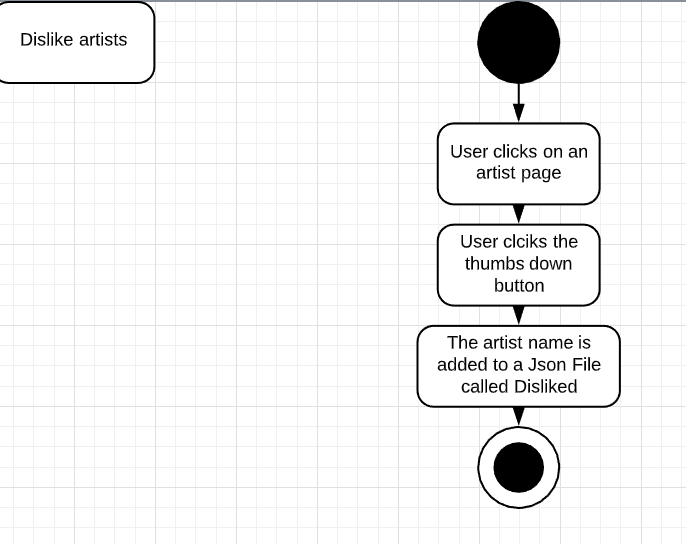 Dislike artists
User clicks on an
artist page
User clciks the
thumbs down
button
The artist name is
added to a Json File
called Disliked